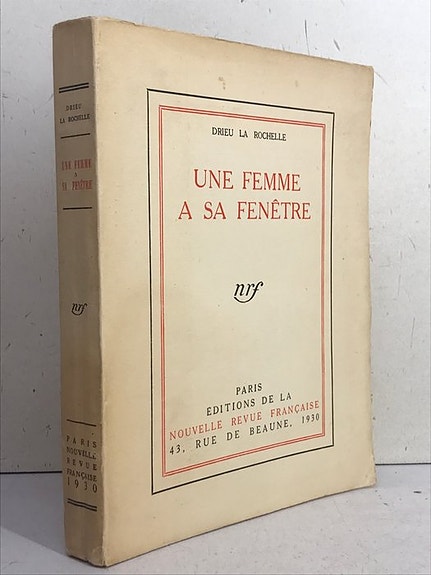 DRIEU
LA ROCHELLE
UNE FEMME
A
SA FENÊTRE
nrf
PARIS
NOUVELLE
REVUE
FRANÇAISE
1930
DRIEU LA ROCHELLE
UNE FEMME
A SA FENÊTRE
nrf
PARIS
EDITIONS DE LA
NOUVELLE REVUE FRANÇAISE
43, RUE DE BEAUNE, 1930